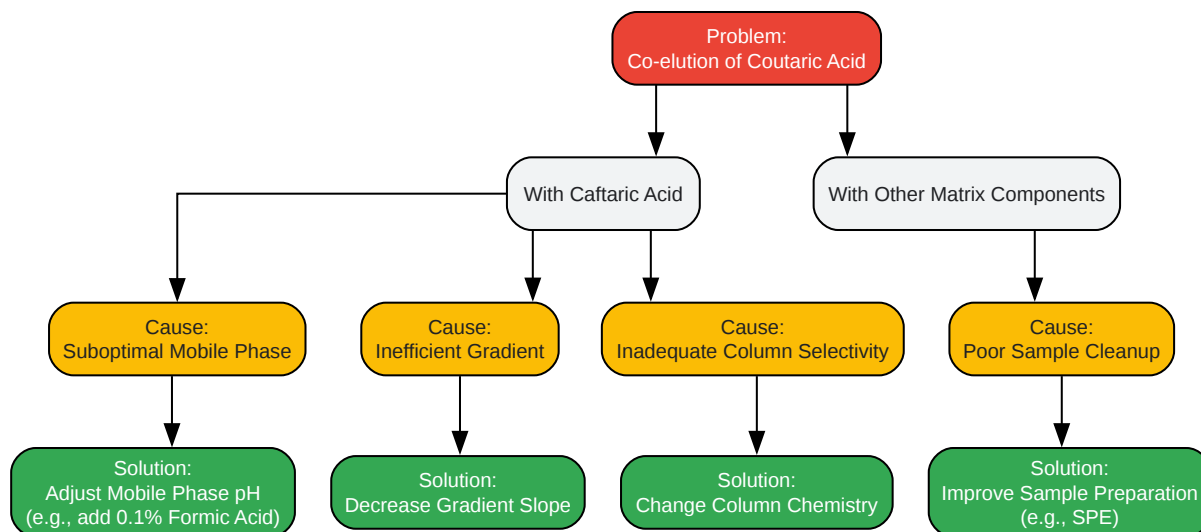 Problem:
Co-elution of Coutaric Acid
With Caftaric Acid
With Other Matrix Components
Cause:
Suboptimal Mobile Phase
Cause:
Inefficient Gradient
Cause:
Inadequate Column Selectivity
Cause:
Poor Sample Cleanup
Solution:
Adjust Mobile Phase pH
(e.g., add 0.1% Formic Acid)
Solution:
Decrease Gradient Slope
Solution:
Change Column Chemistry
Solution:
Improve Sample Preparation
(e.g., SPE)